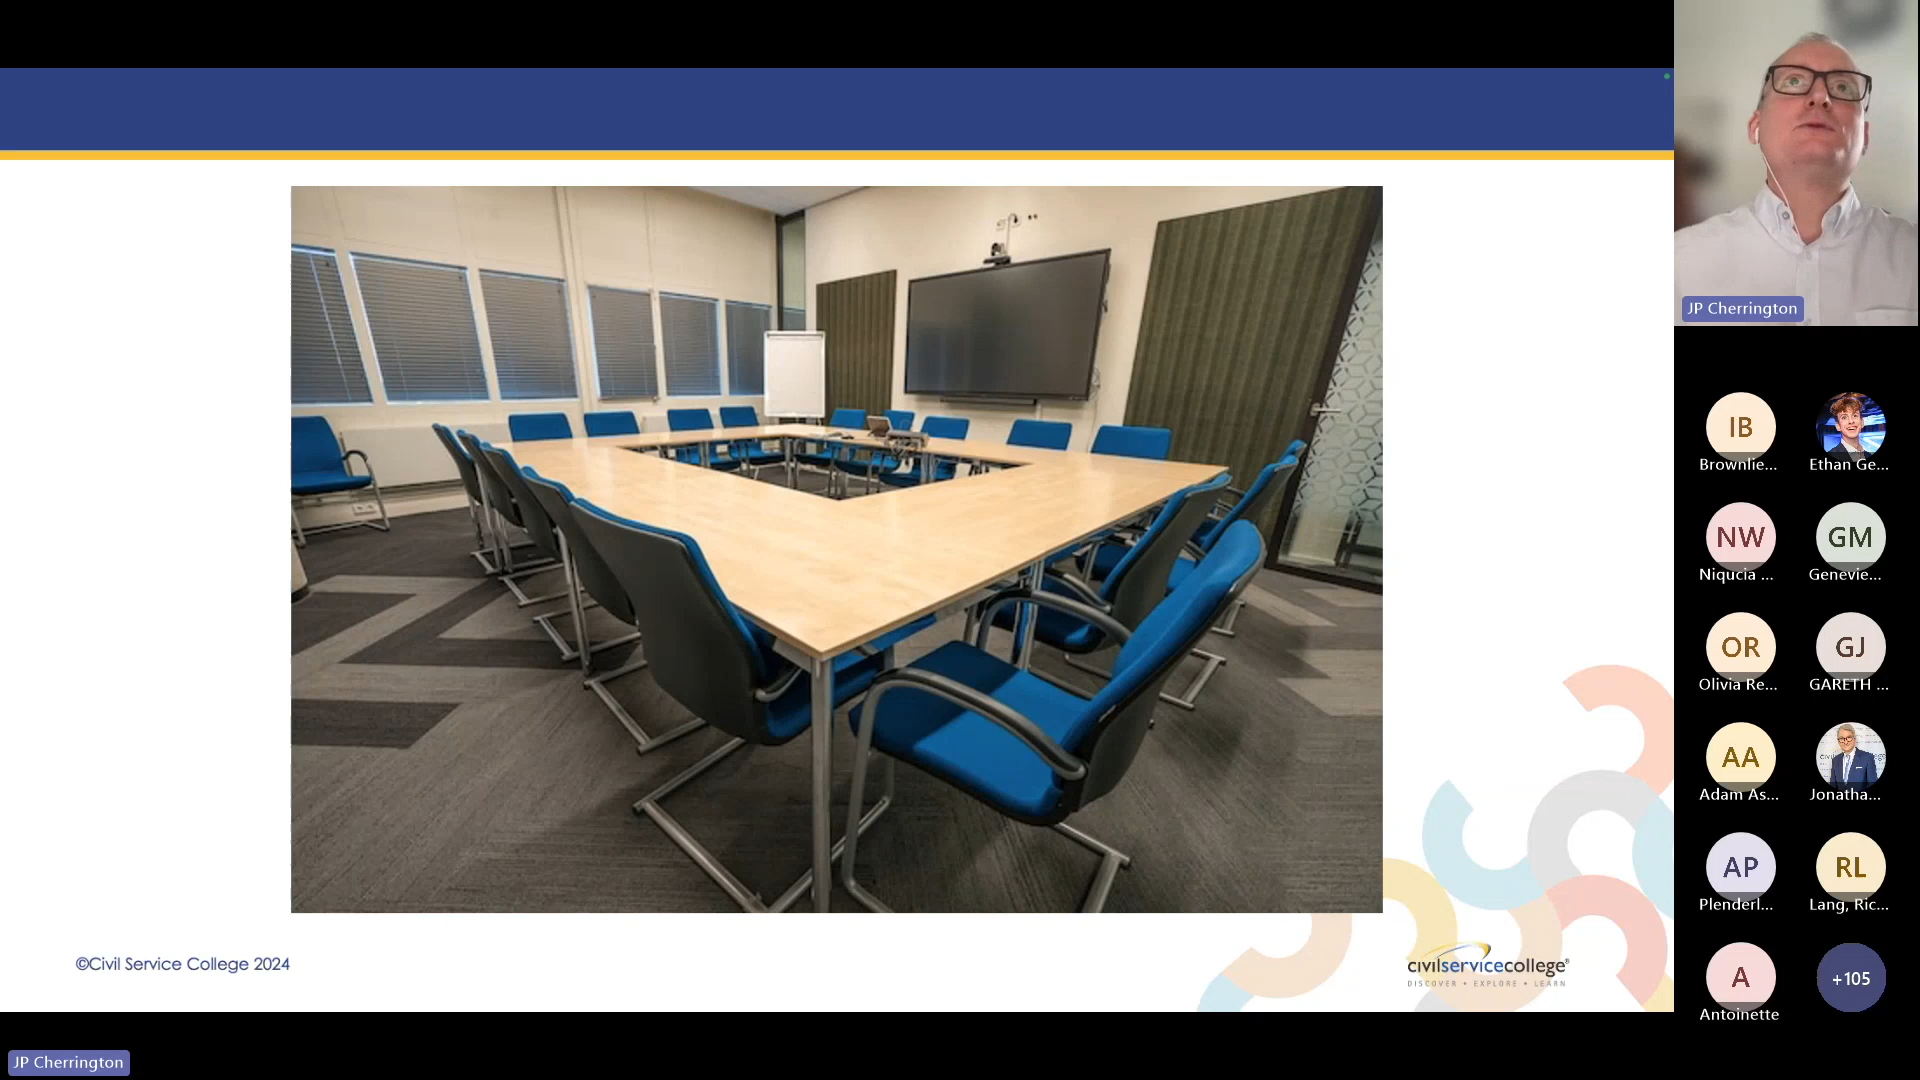 JP Cherrington
IB
Brownlie...
Ethan Ge...
NW
Niqucia ...
GM
Genevie...
OR
Olivia Re...
GJ
GARETH ...
AA
Adam As...
Jonatha...
AP
Plenderl...
RL
Lang, Ric...
A
Antoinette
+105
©Civil Service College 2024
civilservicecollege®
DISCOVER • EXPLORE • LEARN
JP Cherrington